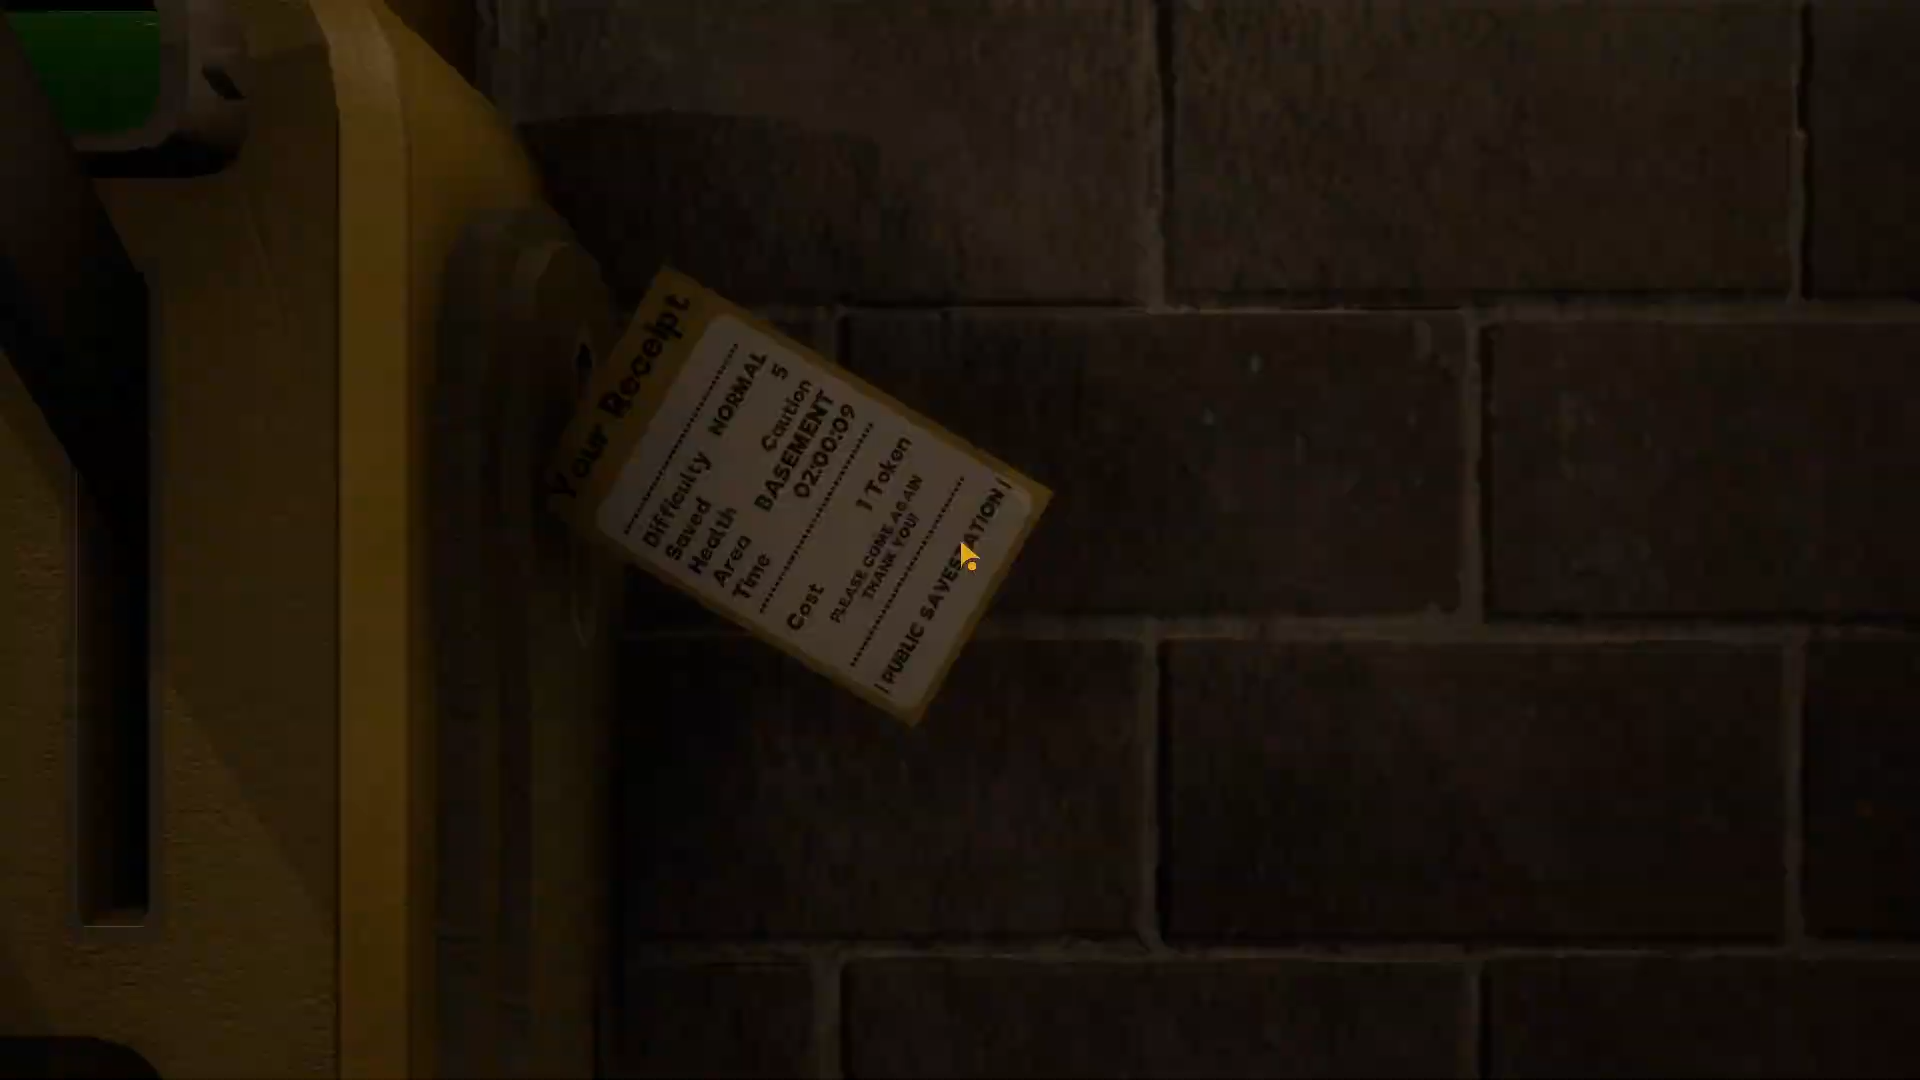 Your Receipt
Difficulty NORMAL
Saved 5
Health Caution
Area BASEMENT
Time 02:00:09
Cost 1 Token
PLEASE COME AGAIN
THANK YOU!
| PUBLIC SAVESTATION |